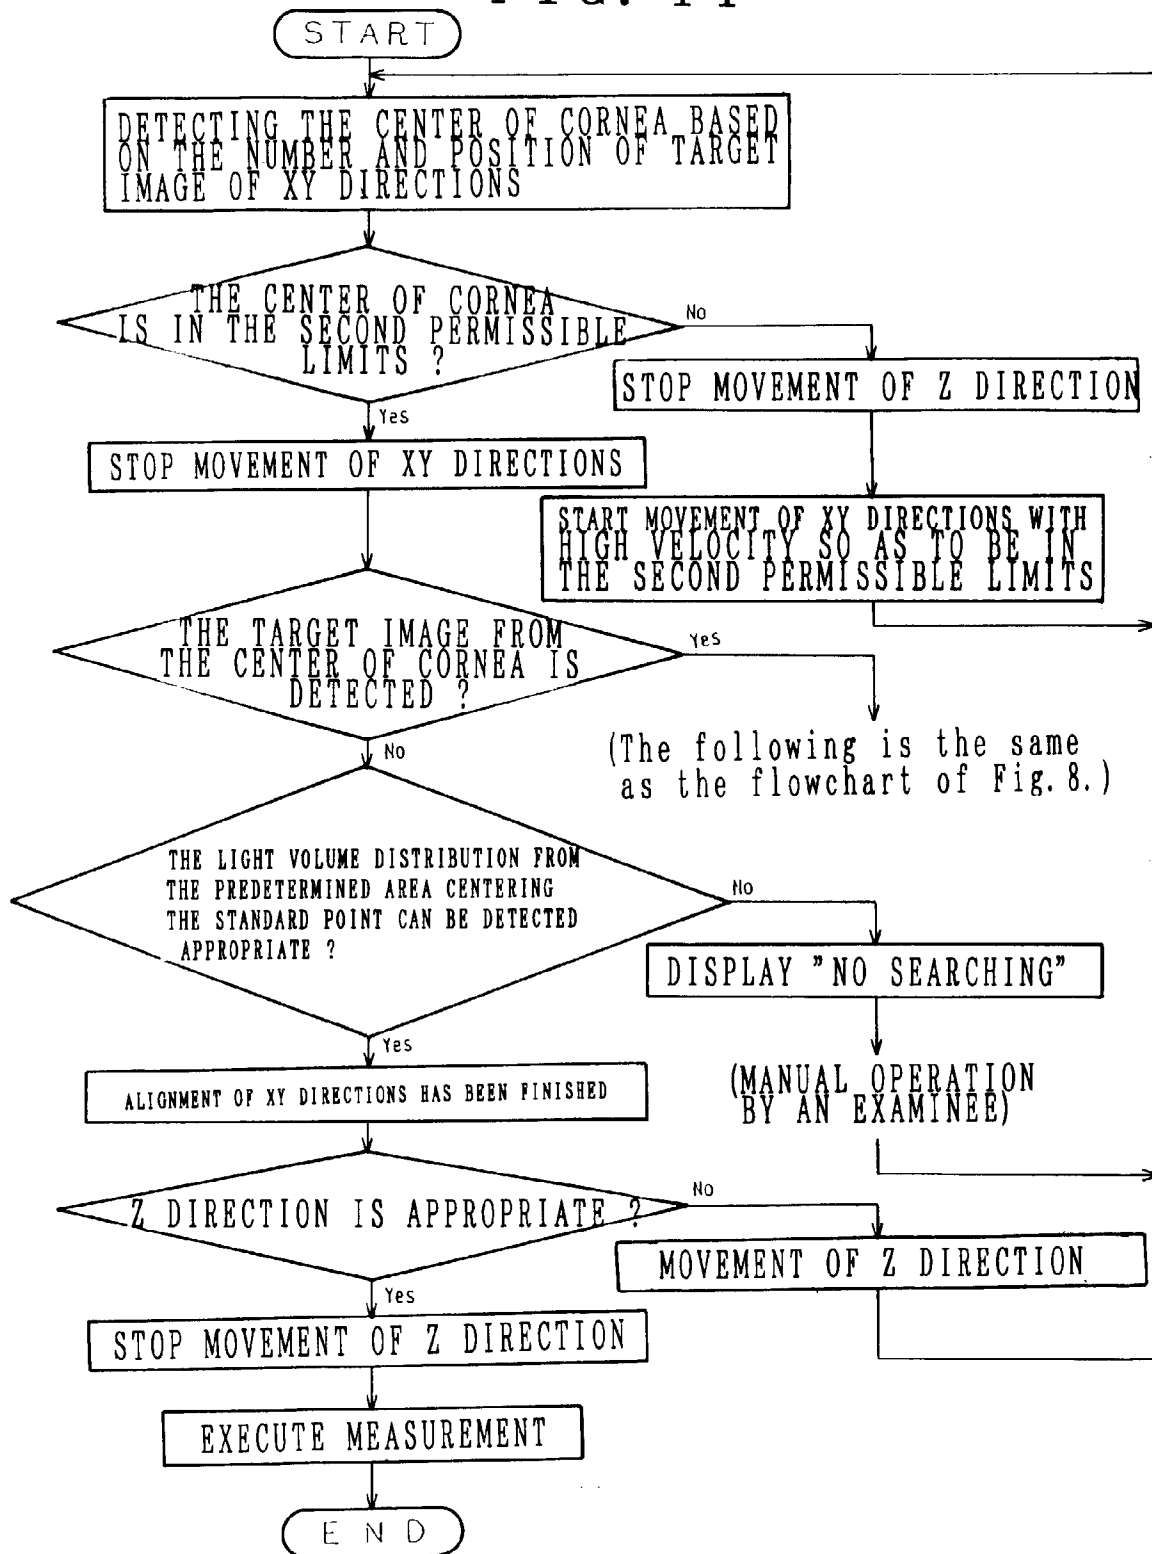 START
DETECTING THE CENTER OF CORNEA BASED
ON THE NUMBER AND POSITION OF TARGET
IMAGE OF XY DIRECTIONS
THE CENTER OF CORNEA
IS IN THE SECOND PERMISSIBLE
LIMITS ?
No
STOP MOVEMENT OF Z DIRECTION
Yes
STOP MOVEMENT OF XY DIRECTIONS
START MOVEMENT OF XY DIRECTIONS WITH
HIGH VELOCITY SO AS TO BE IN
THE SECOND PERMISSIBLE LIMITS
THE TARGET IMAGE FROM
THE CENTER OF CORNEA IS
DETECTED ?
Yes
(The following is the same
as the flowchart of Fig. 8.)
No
THE LIGHT VOLUME DISTRIBUTION FROM
THE PREDETERMINED AREA CENTERING
THE STANDARD POINT CAN BE DETECTED
APPROPRIATE ?
No
DISPLAY "NO SEARCHING"
Yes
(MANUAL OPERATION
BY AN EXAMINEE)
ALIGNMENT OF XY DIRECTIONS HAS BEEN FINISHED
Z DIRECTION IS APPROPRIATE ?
No
MOVEMENT OF Z DIRECTION
Yes
STOP MOVEMENT OF Z DIRECTION
EXECUTE MEASUREMENT
END